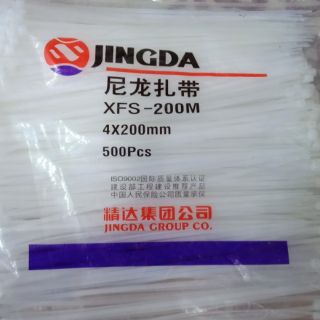 JINGDA
尼龙扎带
XFS-200M
4X200mm
500Pcs
ISO9002国际质量体系认证
建设部工程建设推荐产品
中国人民保险公司质量承保
精达集团公司
JINGDA GROUP CO.